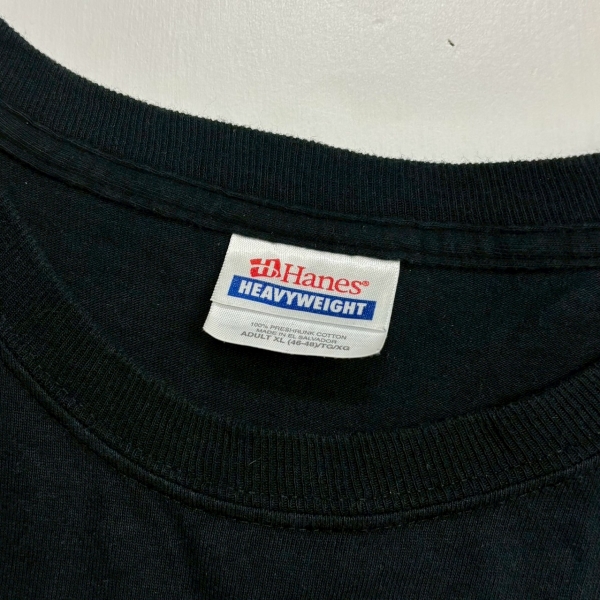 Hanes®
HEAVYWEIGHT
100% PRESHRUNK COTTON
MADE IN EL SALVADOR
ADULT XL (46-48)/TG/XG